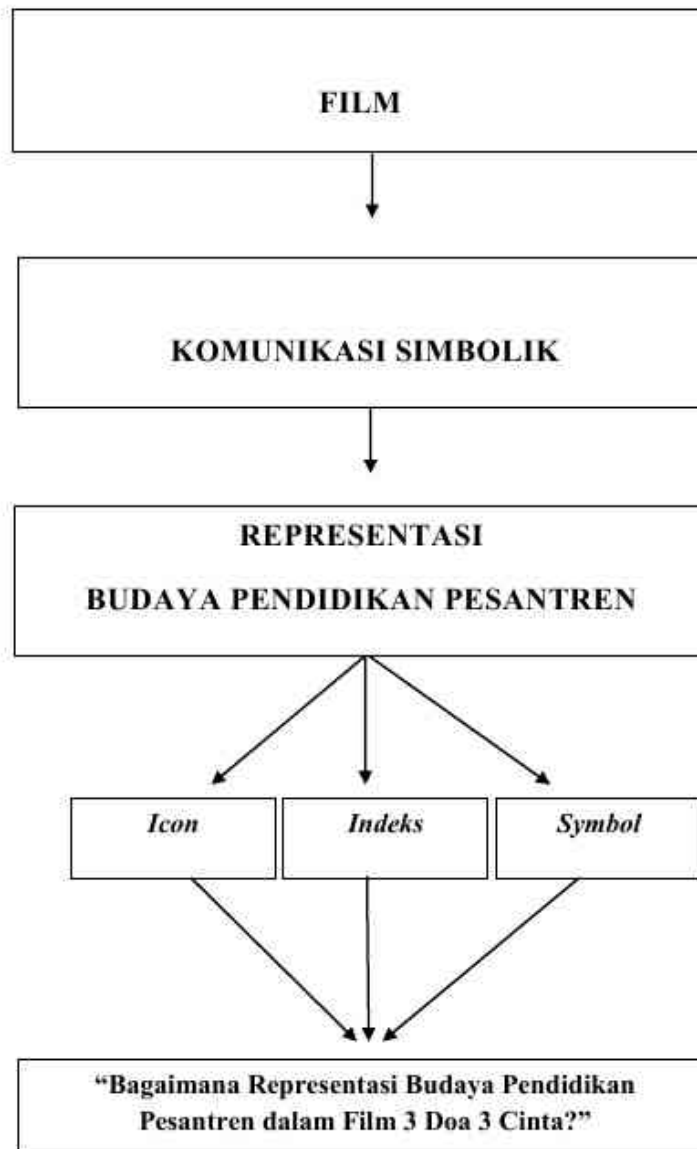 FILM
KOMUNIKASI SIMBOLIK
REPRESENTASI
BUDAYA PENDIDIKAN PESANTREN
Icon
Indeks
Symbol
“Bagaimana Representasi Budaya Pendidikan
Pesantren dalam Film 3 Doa 3 Cinta?”